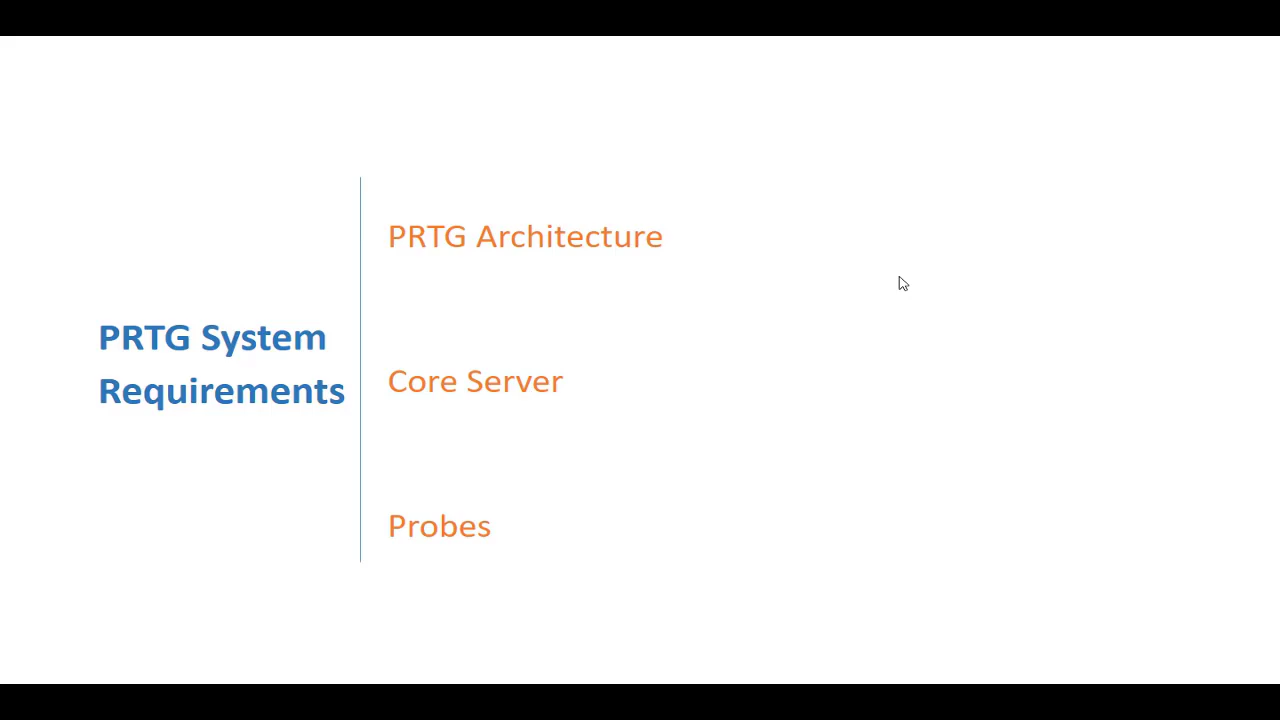 PRTG System
Requirements
PRTG Architecture
Core Server
Probes